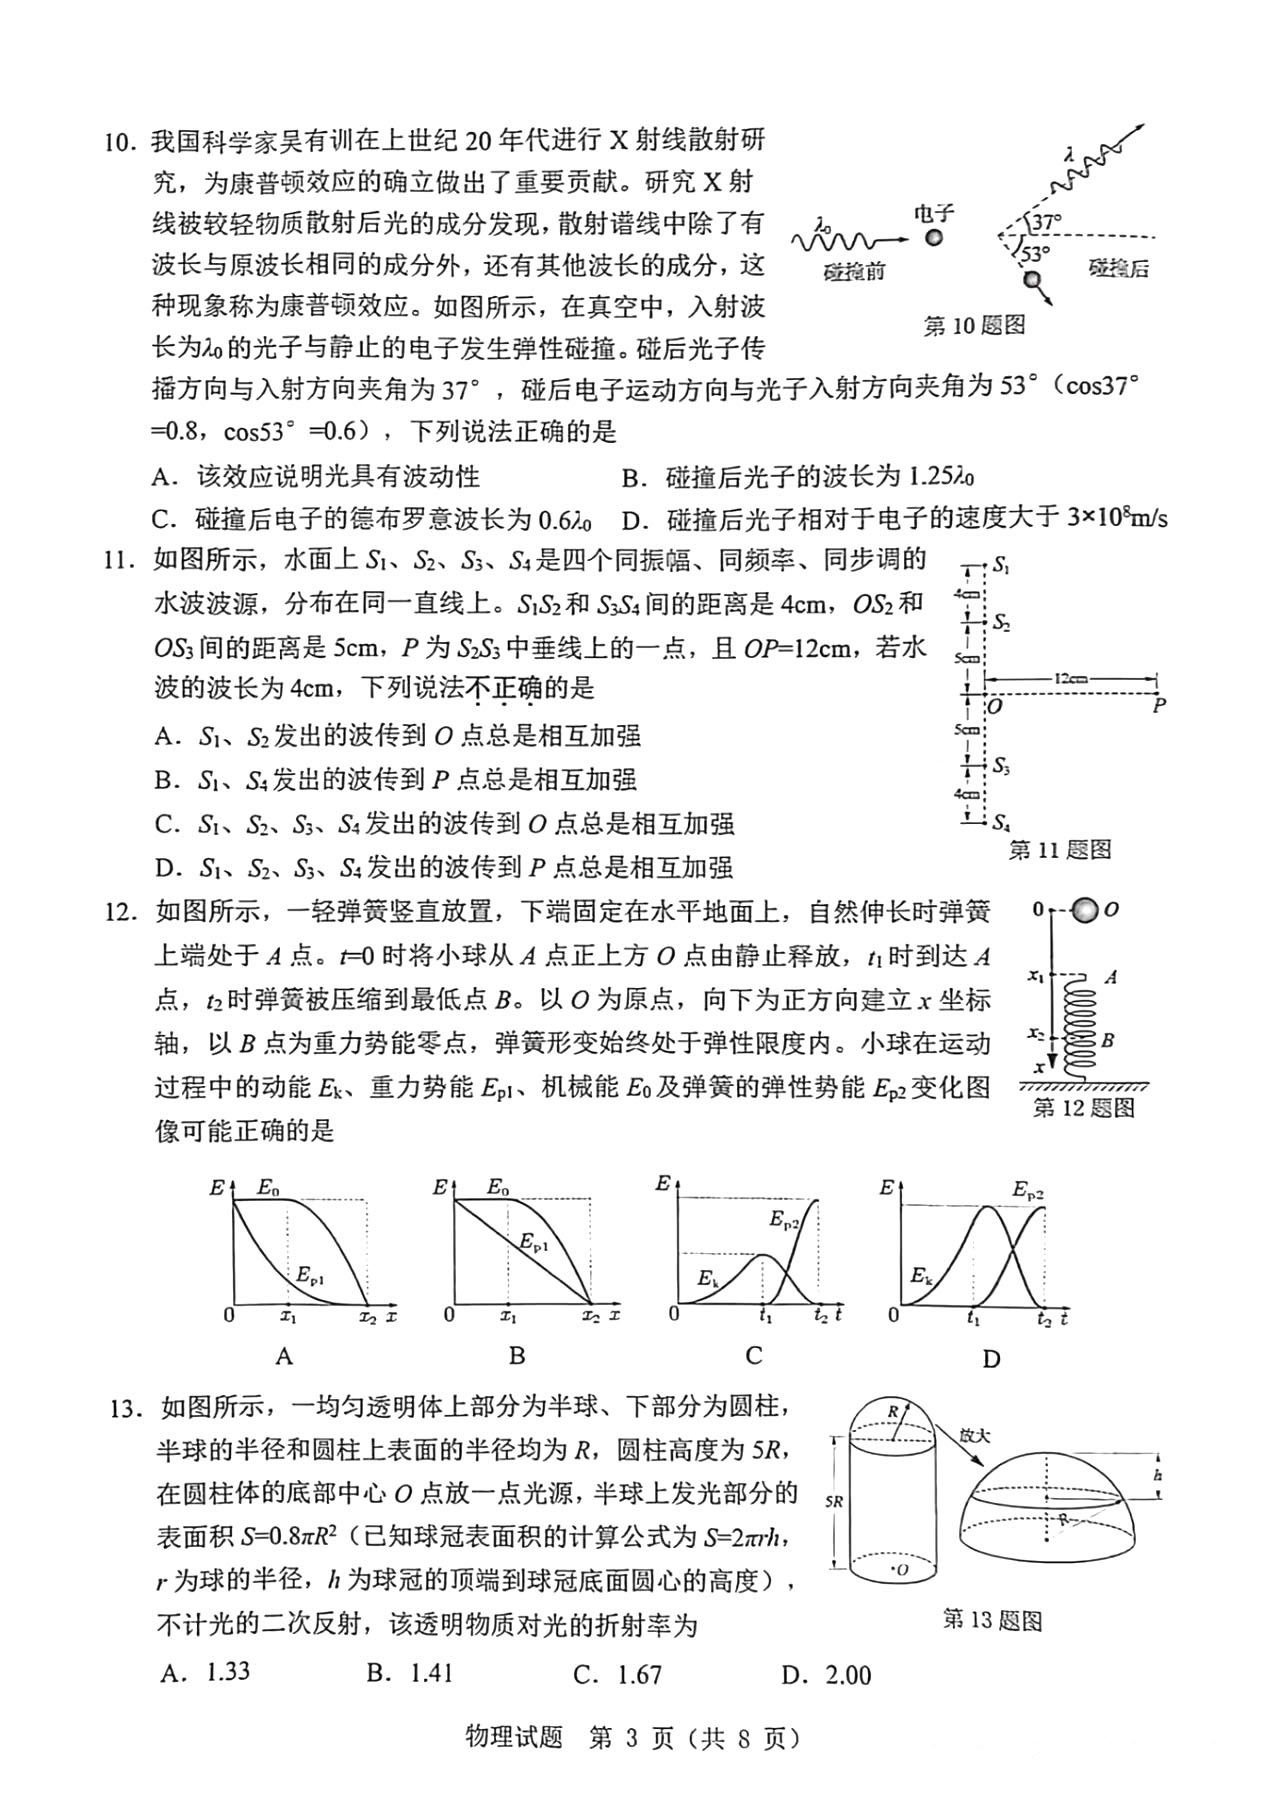 10. 我国科学家吴有训在上世纪 20 年代进行 X 射线散射研
究，为康普顿效应的确立做出了重要贡献。研究 X 射
线被较轻物质散射后光的成分发现，散射谱线中除了有
波长与原波长相同的成分外，还有其他波长的成分，这
种现象称为康普顿效应。如图所示，在真空中，入射波
长为λ₀的光子与静止的电子发生弹性碰撞。碰后光子传
播方向与入射方向夹角为 37°，碰后电子运动方向与光子入射方向夹角为 53°（cos37°
=0.8，cos53°=0.6），下列说法正确的是
λ₀
电子
碰撞前
λ
37°
53°
碰撞后
第 10 题图
A．该效应说明光具有波动性 B．碰撞后光子的波长为 1.25λ₀
C．碰撞后电子的德布罗意波长为 0.6λ₀ D．碰撞后光子相对于电子的速度大于 3×10⁸m/s
11. 如图所示，水面上 S₁、S₂、S₃、S₄是四个同振幅、同频率、同步调的
水波波源，分布在同一直线上。S₁S₂和 S₃S₄间的距离是 4cm，OS₂和
OS₃间的距离是 5cm，P 为 S₂S₃中垂线上的一点，且 OP=12cm，若水
波的波长为 4cm，下列说法不正确的是
A．S₁、S₂发出的波传到 O 点总是相互加强
B．S₁、S₄发出的波传到 P 点总是相互加强
C．S₁、S₂、S₃、S₄发出的波传到 O 点总是相互加强
D．S₁、S₂、S₃、S₄发出的波传到 P 点总是相互加强
S₁
4cm
S₂
5cm
12cm
O
P
5cm
S₃
4cm
S₄
第 11 题图
12. 如图所示，一轻弹簧竖直放置，下端固定在水平地面上，自然伸长时弹簧
上端处于 A 点。t=0 时将小球从 A 点正上方 O 点由静止释放，t₁时到达 A
点，t₂时弹簧被压缩到最低点 B。以 O 为原点，向下为正方向建立 x 坐标
轴，以 B 点为重力势能零点，弹簧形变始终处于弹性限度内。小球在运动
过程中的动能 Eₖ、重力势能 Eₚ₁、机械能 E₀及弹簧的弹性势能 Eₚ₂变化图
像可能正确的是
0
O
x₁
A
x₂
B
x
第 12 题图
E E₀ Eₚ₁ 0 x₁ x₂ x
E E₀ Eₚ₁ 0 x₁ x₂ x
E Eₚ₂ Eₖ 0 t₁ t₂ t
E Eₚ₂ Eₖ 0 t₁ t₂ t
A B C D
13. 如图所示，一均匀透明体上部分为半球、下部分为圆柱，
半球的半径和圆柱上表面的半径均为 R，圆柱高度为 5R，
在圆柱体的底部中心 O 点放一点光源，半球上发光部分的
表面积 S=0.8πR²（已知球冠表面积的计算公式为 S=2πrh，
r 为球的半径，h 为球冠的顶端到球冠底面圆心的高度），
不计光的二次反射，该透明物质对光的折射率为
R
放大
h
5R
R
O
第 13 题图
A．1.33 B．1.41 C．1.67 D．2.00
物理试题 第 3 页（共 8 页）